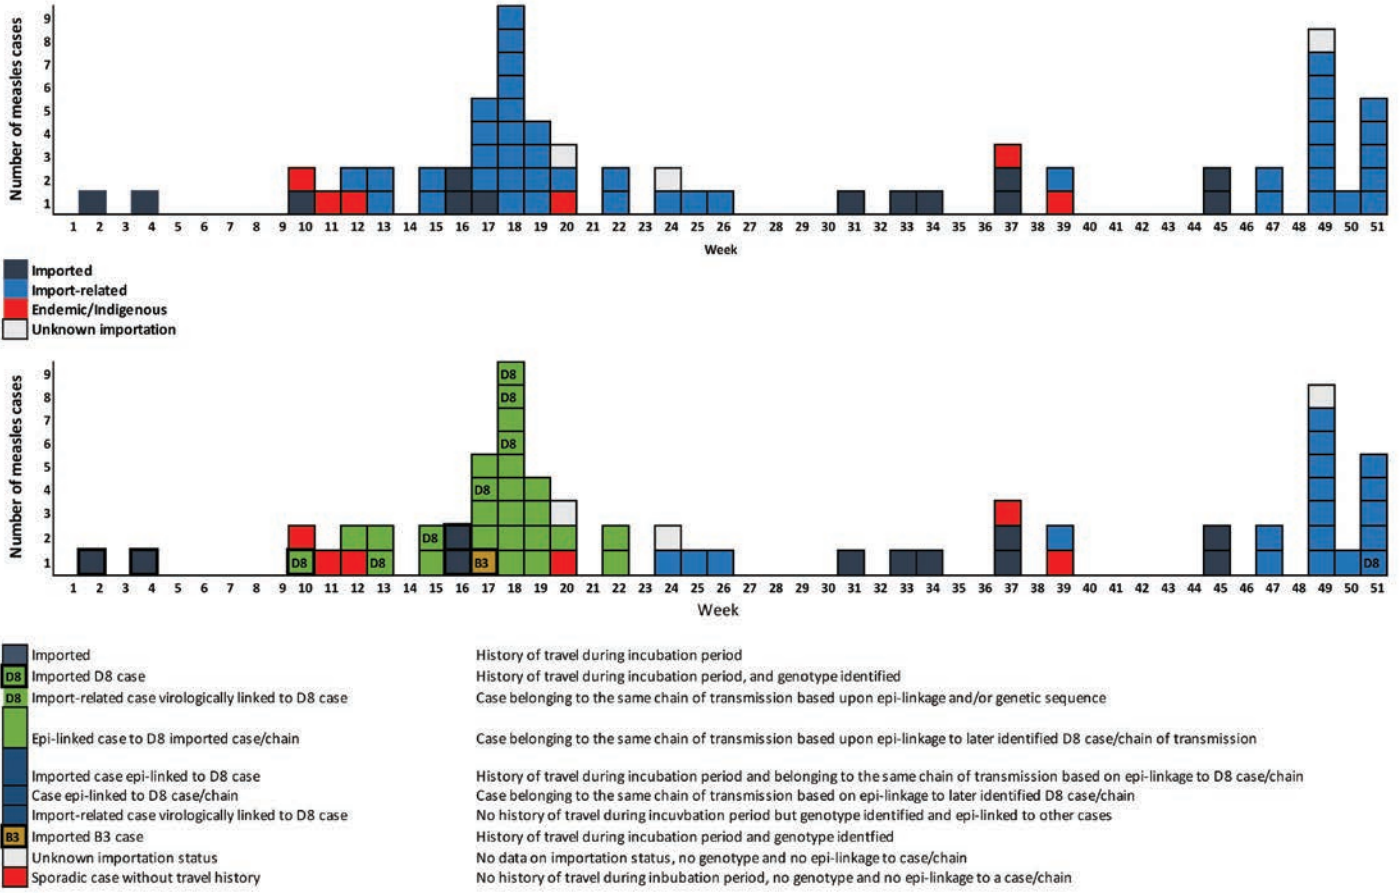 Number of measles cases
9
8
7
6
5
4
3
2
1
1 2 3 4 5 6 7 8 9 10 11 12 13 14 15 16 17 18 19 20 21 22 23 24 25 26 27 28 29 30 31 32 33 34 35 36 37 38 39 40 41 42 43 44 45 46 47 48 49 50 51
Week
Imported
Import-related
Endemic/Indigenous
Unknown importation
Number of measles cases
9
8
7
6
5
4
3
2
1
D8
D8
D8
D8
D8
D8 D8 B3 D8
1 2 3 4 5 6 7 8 9 10 11 12 13 14 15 16 17 18 19 20 21 22 23 24 25 26 27 28 29 30 31 32 33 34 35 36 37 38 39 40 41 42 43 44 45 46 47 48 49 50 51
Week
Imported History of travel during incubation period
D8 Imported D8 case History of travel during incubation period, and genotype identified
D8 Import-related case virologically linked to D8 case Case belonging to the same chain of transmission based upon epi-linkage and/or genetic sequence
Epi-linked case to D8 imported case/chain Case belonging to the same chain of transmission based upon epi-linkage to later identified D8 case/chain of transmission
Imported case epi-linked to D8 case History of travel during incubation period and belonging to the same chain of transmission based on epi-linkage to D8 case/chain
Case epi-linked to D8 case/chain Case belonging to the same chain of transmission based on epi-linkage to later identified D8 case/chain
Import-related case virologically linked to D8 case No history of travel during incubvation period but genotype identified and epi-linked to other cases
B3 Imported B3 case History of travel during incubation period and genotype identfied
Unknown importation status No data on importation status, no genotype and no epi-linkage to case/chain
Sporadic case without travel history No history of travel during inbubation period, no genotype and no epi-linkage to a case/chain